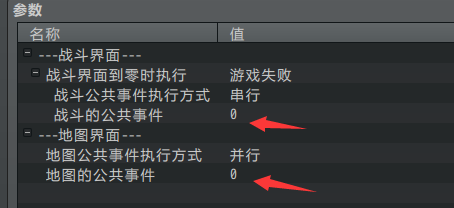 参数
名称 值
---战斗界面---
战斗界面到零时执行 游戏失败
战斗公共事件执行方式 串行
战斗的公共事件 0
---地图界面---
地图公共事件执行方式 并行
地图的公共事件 0